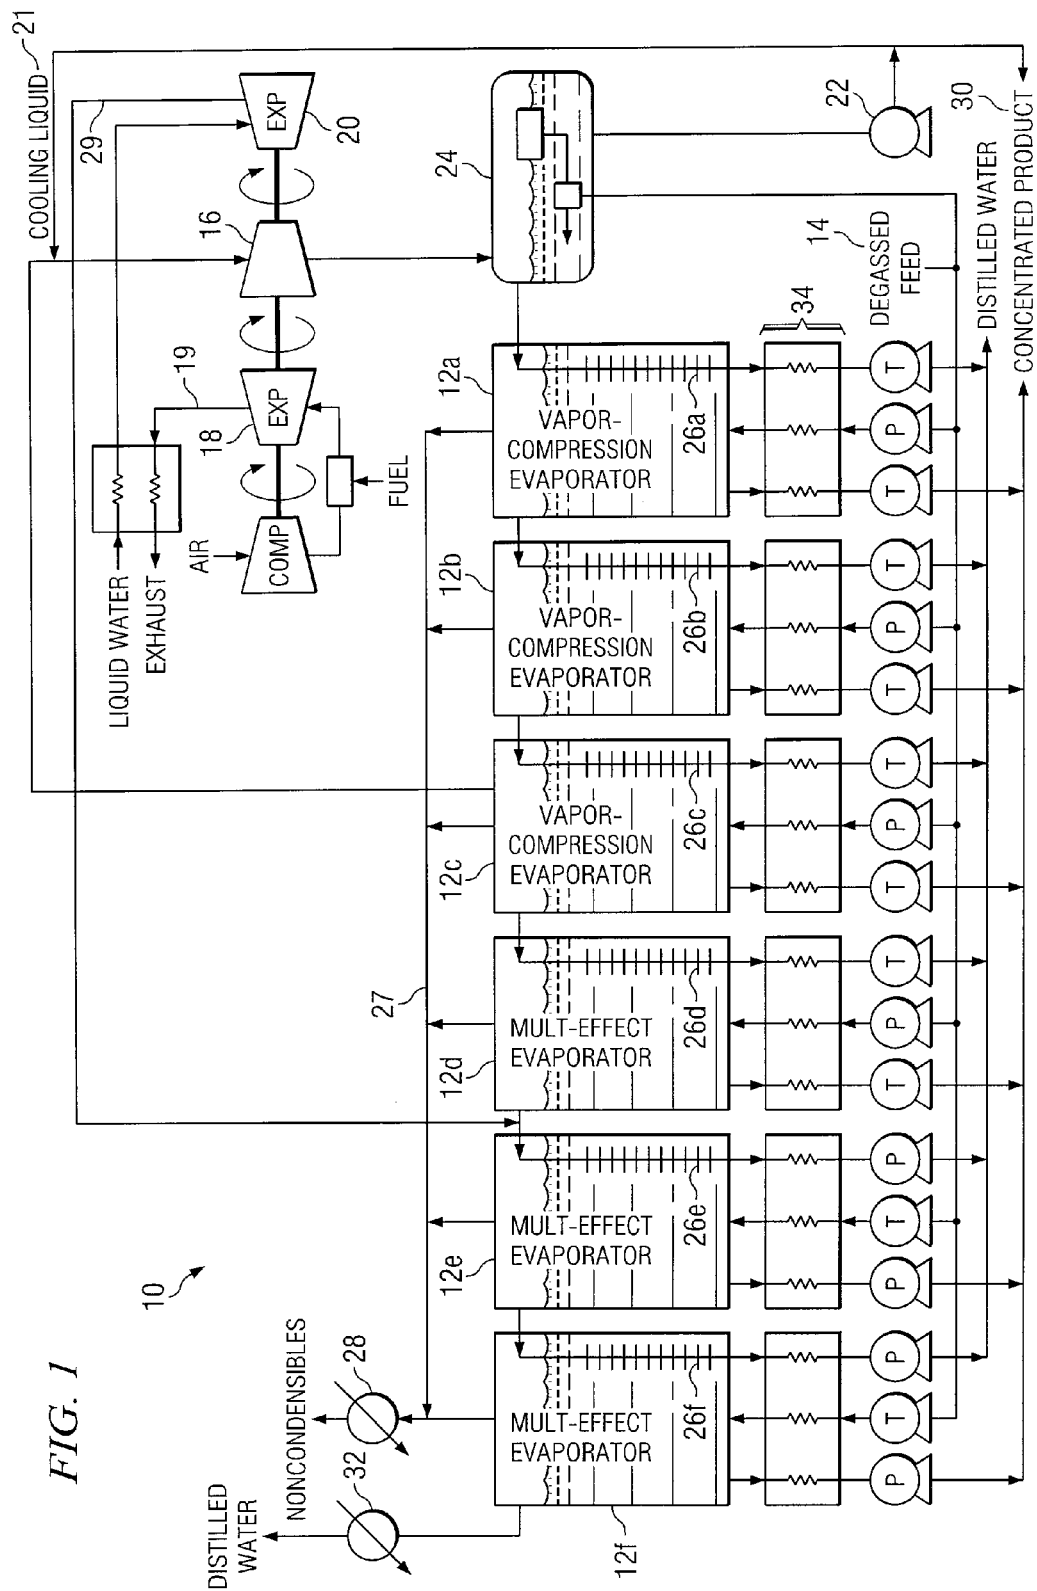 FIG. 1
10
COOLING LIQUID
21
29
EXP
20
16
19
18
EXP
LIQUID WATER
EXHAUST
AIR
COMP
FUEL
DISTILLED
WATER
NONCONDENSIBLES
32
28
27
24
12f
MULT-EFFECT
EVAPORATOR
26f
12e
MULT-EFFECT
EVAPORATOR
26e
12d
MULT-EFFECT
EVAPORATOR
26d
12c
VAPOR-
COMPRESSION
EVAPORATOR
26c
12b
VAPOR-
COMPRESSION
EVAPORATOR
26b
12a
VAPOR-
COMPRESSION
EVAPORATOR
26a
34
14
DEGASSED
FEED
22
P
T
P
P
T
P
T
P
T
T
P
T
T
P
T
T
P
T
DISTILLED WATER
30
CONCENTRATED PRODUCT